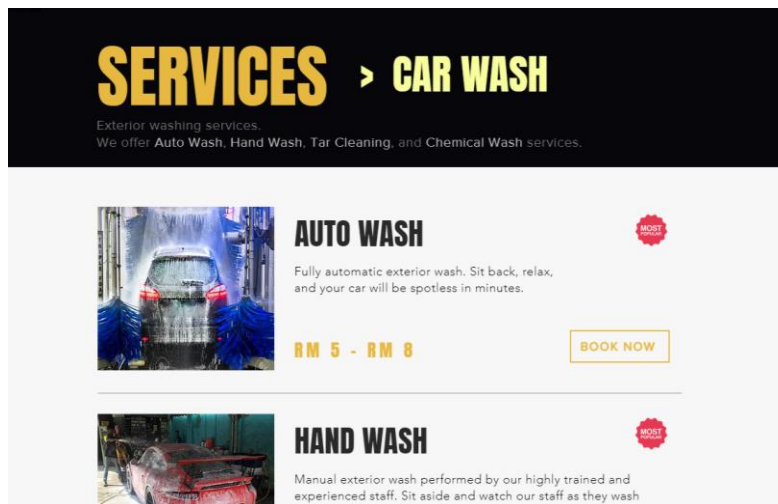 SERVICES > CAR WASH
Exterior washing services.
We offer Auto Wash, Hand Wash, Tar Cleaning, and Chemical Wash services.
AUTO WASH
MOST
POPULAR
Fully automatic exterior wash. Sit back, relax,
and your car will be spotless in minutes.
RM 5 - RM 8
BOOK NOW
HAND WASH
MOST
POPULAR
Manual exterior wash performed by our highly trained and
experienced staff. Sit aside and watch our staff as they wash